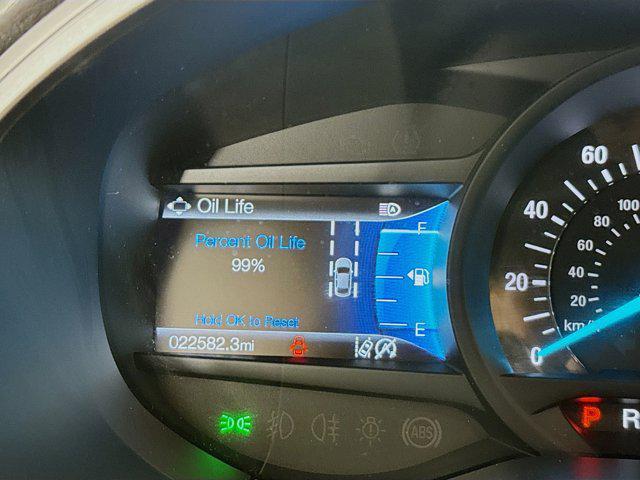 Oil Life
A
F
Percent Oil Life
99%
Hold OK to Reset
E
022582.3mi
ABS
60
40
20
0
100
80
60
40
20
km/
P R